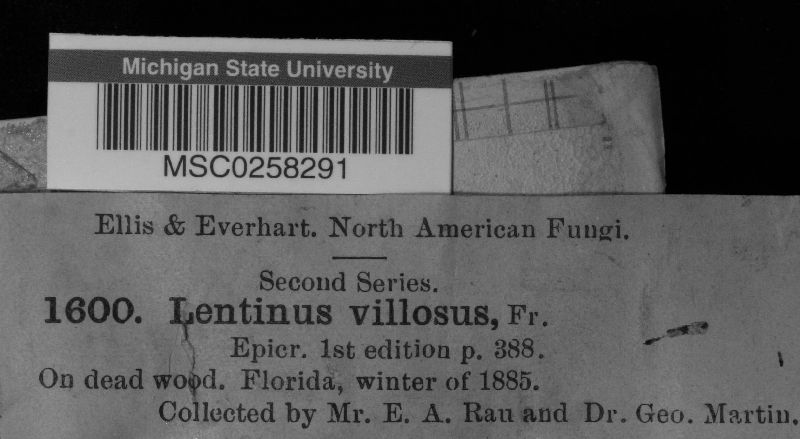 Michigan State University
MSC0258291
Ellis & Everhart. North American Fungi.
Second Series.
1600. Lentinus villosus, Fr.
Epicr. 1st edition p. 388.
On dead wood. Florida, winter of 1885.
Collected by Mr. E. A. Rau and Dr. Geo. Martin.